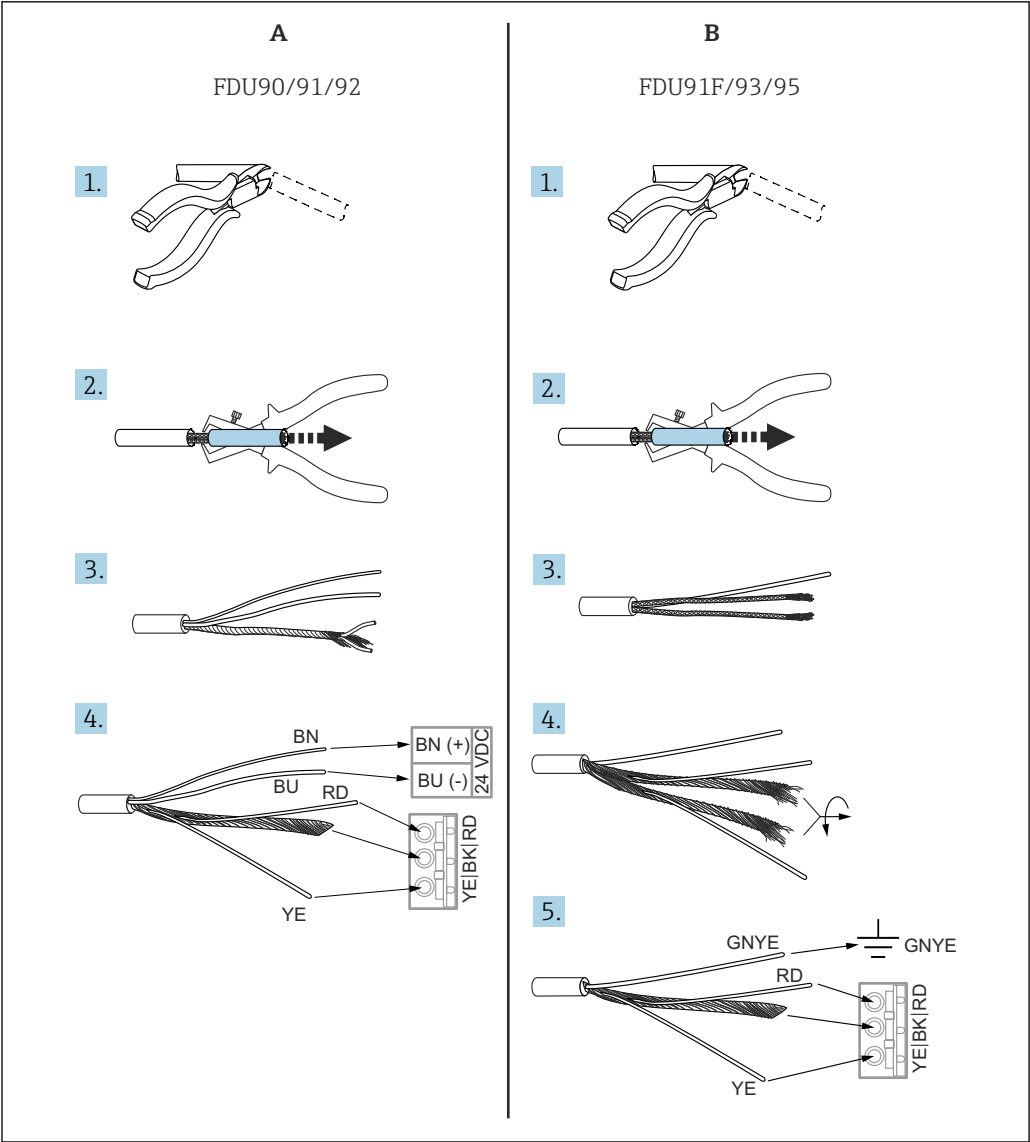 A
FDU90/91/92
1.
2.
3.
4.
BN
BN (+)
BU (-)
24 VDC
BU
RD
YE|BK|RD
YE
B
FDU91F/93/95
1.
2.
3.
4.
5.
GNYE
GNYE
RD
YE|BK|RD
YE